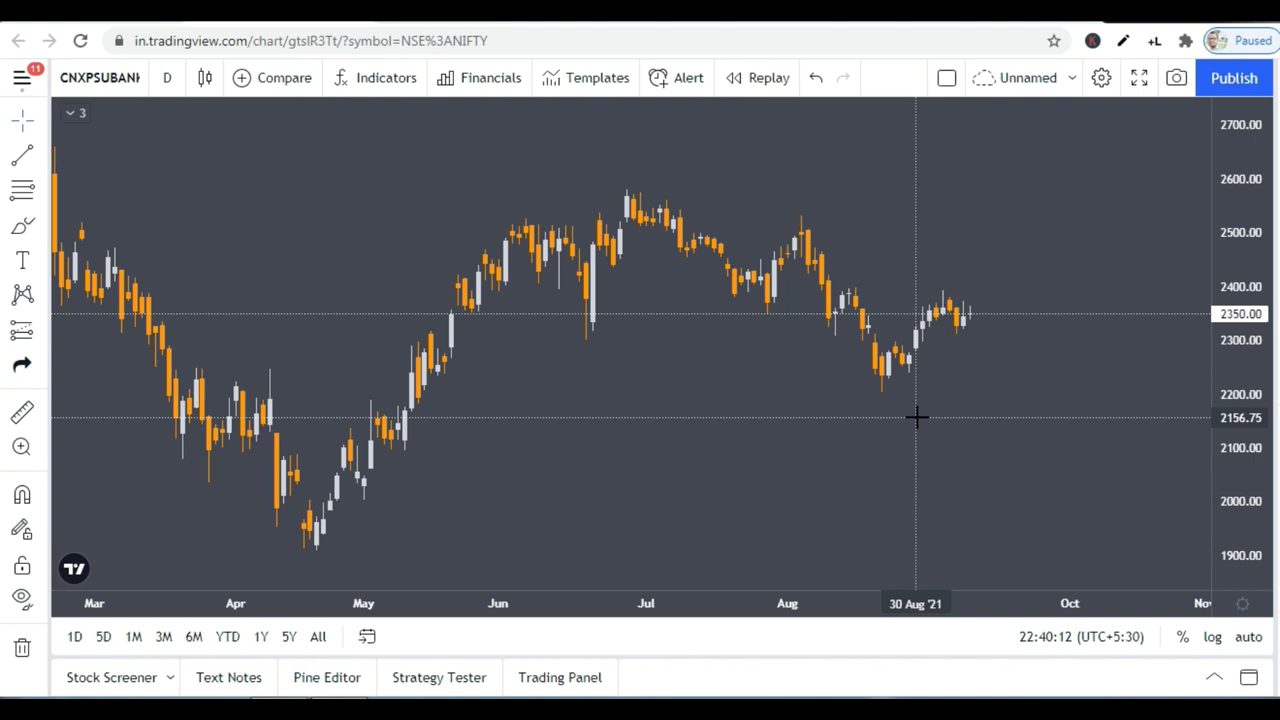 in.tradingview.com/chart/gtsIR3Tt/?symbol=NSE%3ANIFTY
Paused
11
CNXPSUBANK D Compare Indicators Financials Templates Alert Replay Unnamed Publish
3
2700.00
2600.00
2500.00
2400.00
2350.00
2300.00
2200.00
2156.75
2100.00
2000.00
1900.00
Mar Apr May Jun Jul Aug 30 Aug '21 Oct Nov
1D 5D 1M 3M 6M YTD 1Y 5Y All 22:40:12 (UTC+5:30) % log auto
Stock Screener Text Notes Pine Editor Strategy Tester Trading Panel